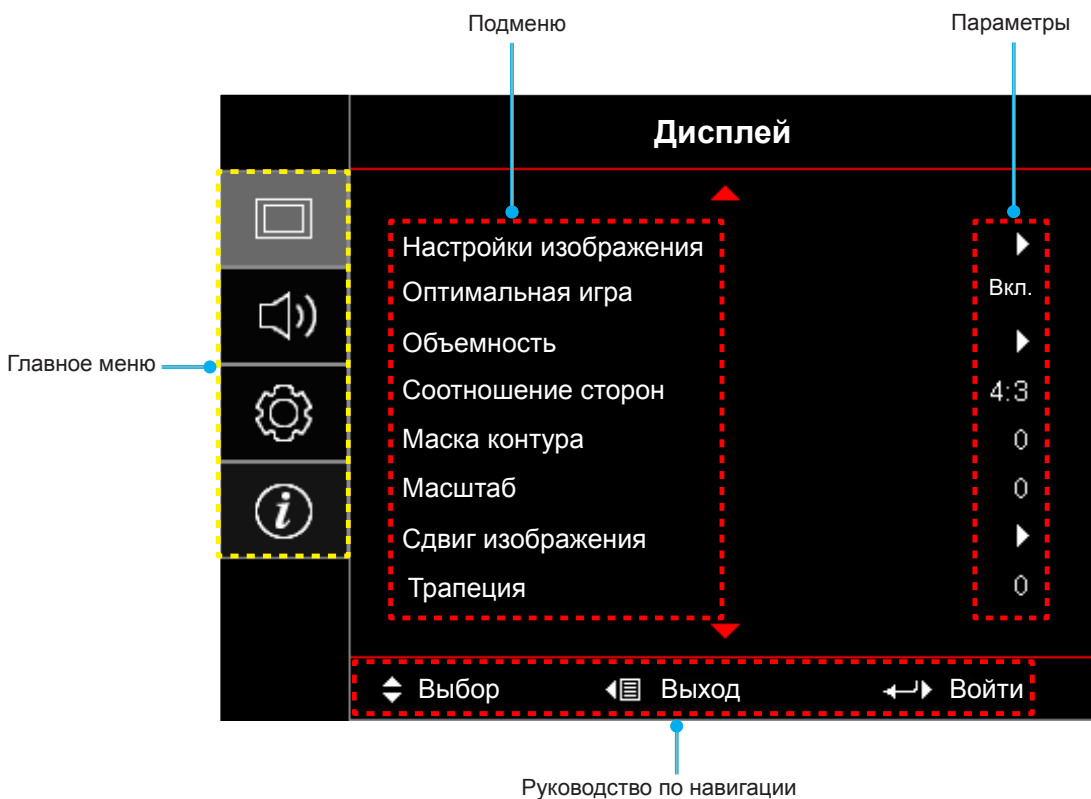 Подменю
Параметры
Дисплей
Настройки изображения
Оптимальная игра Вкл.
Объемность
Соотношение сторон 4:3
Главное меню
Маска контура 0
Масштаб 0
Сдвиг изображения
Трапеция 0
Выбор Выход Войти
Руководство по навигации